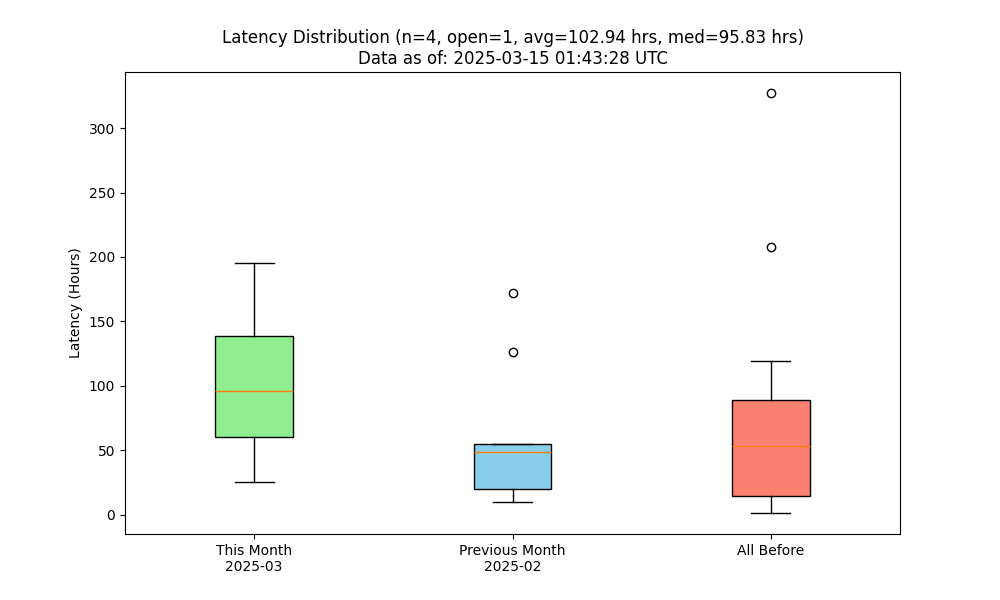 Latency Distribution (n=4, open=1, avg=102.94 hrs, med=95.83 hrs)
Data as of: 2025-03-15 01:43:28 UTC
Latency (Hours)
300
250
200
150
100
50
0
This Month
2025-03
Previous Month
2025-02
All Before